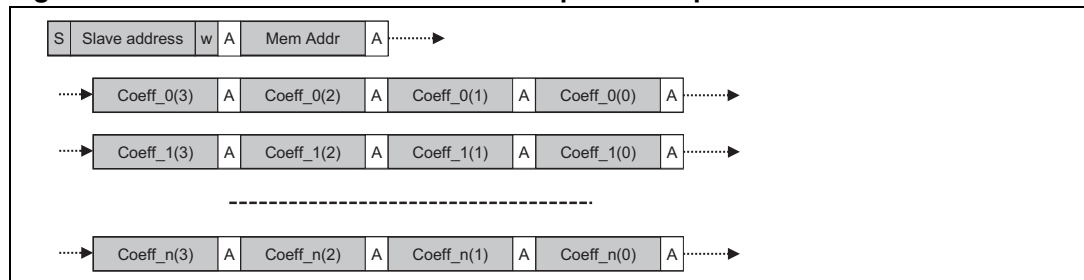 S Slave address w A Mem Addr A
Coeff_0(3) A Coeff_0(2) A Coeff_0(1) A Coeff_0(0) A
Coeff_1(3) A Coeff_1(2) A Coeff_1(1) A Coeff_1(0) A
Coeff_n(3) A Coeff_n(2) A Coeff_n(1) A Coeff_n(0) A